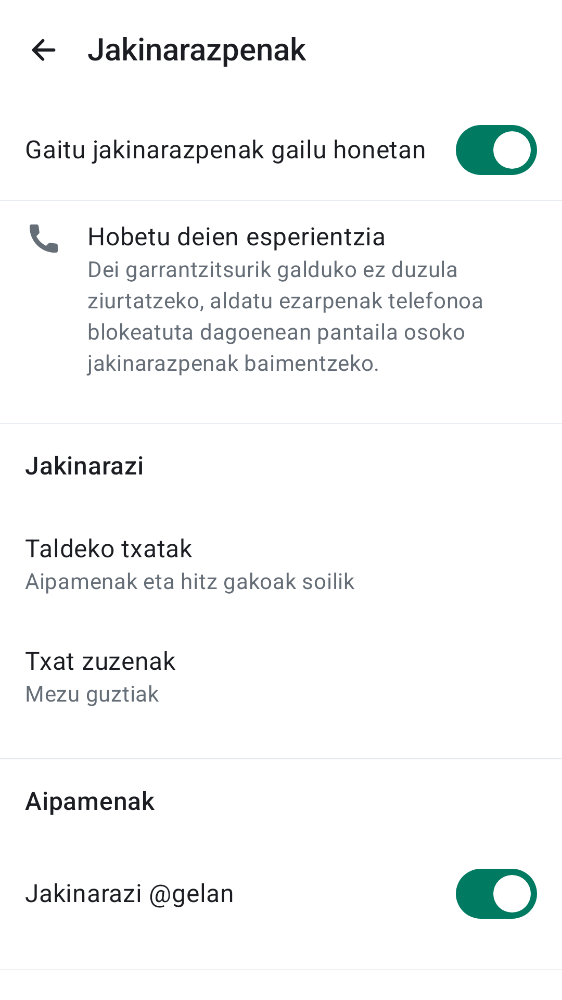 Jakinarazpenak
Gaitu jakinarazpenak gailu honetan
Hobetu deien esperientzia
Dei garrantzitsurik galduko ez duzula
ziurtatzeko, aldatu ezarpenak telefonoa
blokeatuta dagoenean pantaila osoko
jakinarazpenak baimentzeko.
Jakinarazi
Taldeko txatak
Aipamenak eta hitz gakoak soilik
Txat zuzenak
Mezu guztiak
Aipamenak
Jakinarazi @gelan